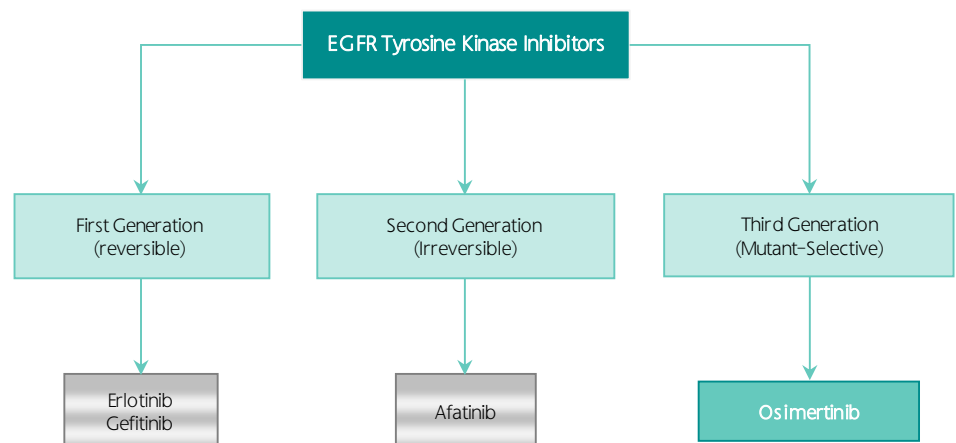 EGFR Tyrosine Kinase Inhibitors
First Generation
(reversible)
Second Generation
(Irreversible)
Third Generation
(Mutant-Selective)
Erlotinib
Gefitinib
Afatinib
Osimertinib